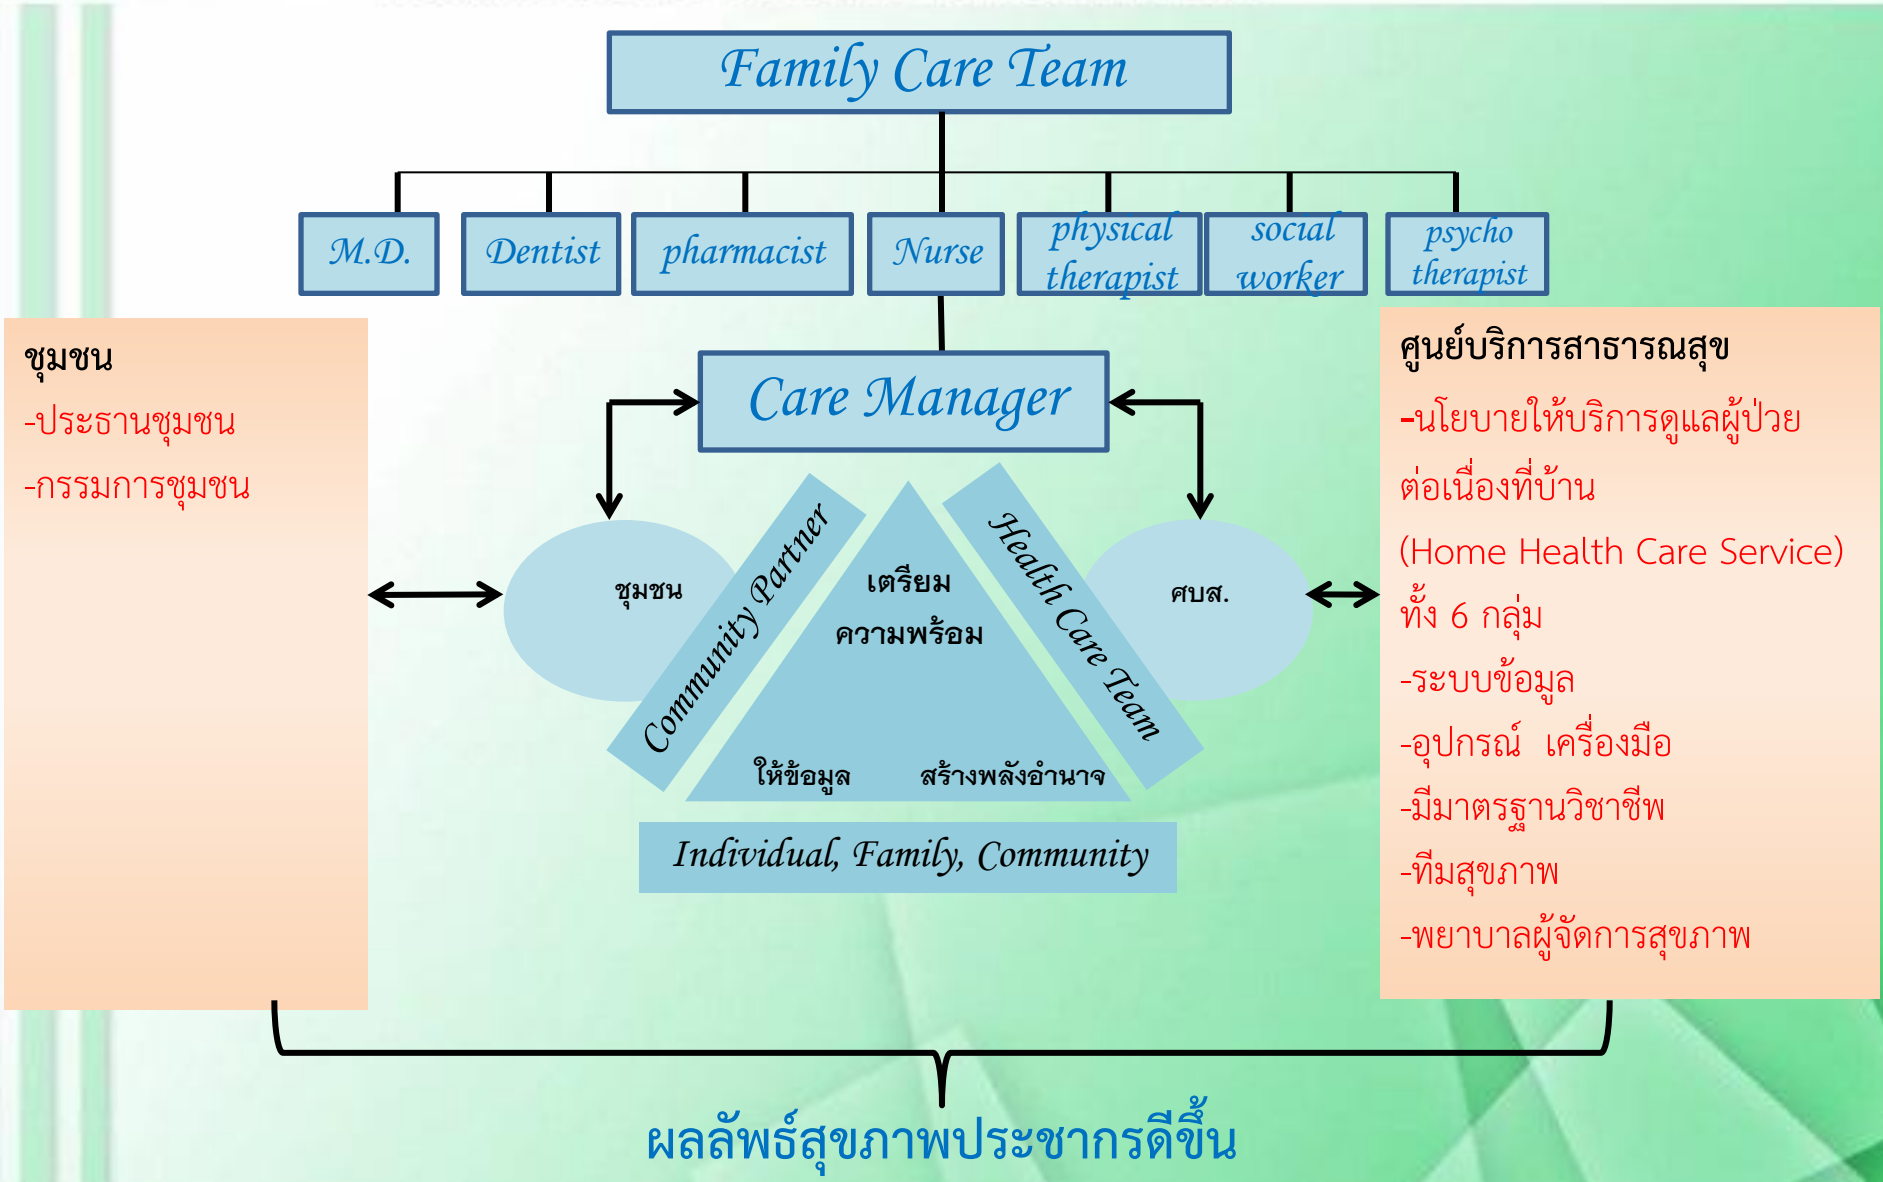 Family Care Team
M.D.
Dentist
pharmacist
Nurse
physical
therapist
social
worker
psycho
therapist
Care Manager
ชุมชน
-ประธานชุมชน
-กรรมการชุมชน
ชุมชน
Community Partner
เตรียม
ความพร้อม
ให้ข้อมูล
สร้างพลังอำนาจ
Health Care Team
ศบส.
Individual, Family, Community
ศูนย์บริการสาธารณสุข
-นโยบายให้บริการดูแลผู้ป่วย
ต่อเนื่องที่บ้าน
(Home Health Care Service)
ทั้ง 6 กลุ่ม
-ระบบข้อมูล
-อุปกรณ์ เครื่องมือ
-มีมาตรฐานวิชาชีพ
-ทีมสุขภาพ
-พยาบาลผู้จัดการสุขภาพ
ผลลัพธ์สุขภาพประชากรดีขึ้น